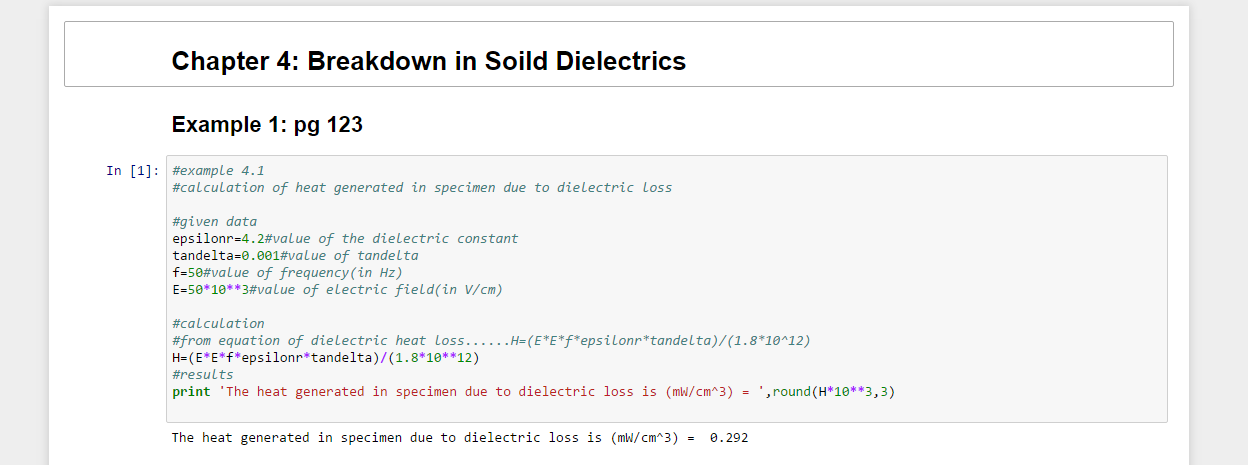 Chapter 4: Breakdown in Soild Dielectrics
Example 1: pg 123
In [1]: #example 4.1
#calculation of heat generated in specimen due to dielectric loss
#given data
epsilonr=4.2#value of the dielectric constant
tandelta=0.001#value of tandelta
f=50#value of frequency(in Hz)
E=50*10**3#value of electric field(in V/cm)
#calculation
#from equation of dielectric heat loss......H=(E*E*f*epsilonr*tandelta)/(1.8*10^12)
H=(E*E*f*epsilonr*tandelta)/(1.8*10**12)
#results
print 'The heat generated in specimen due to dielectric loss is (mW/cm^3) = ',round(H*10**3,3)
The heat generated in specimen due to dielectric loss is (mW/cm^3) =  0.292